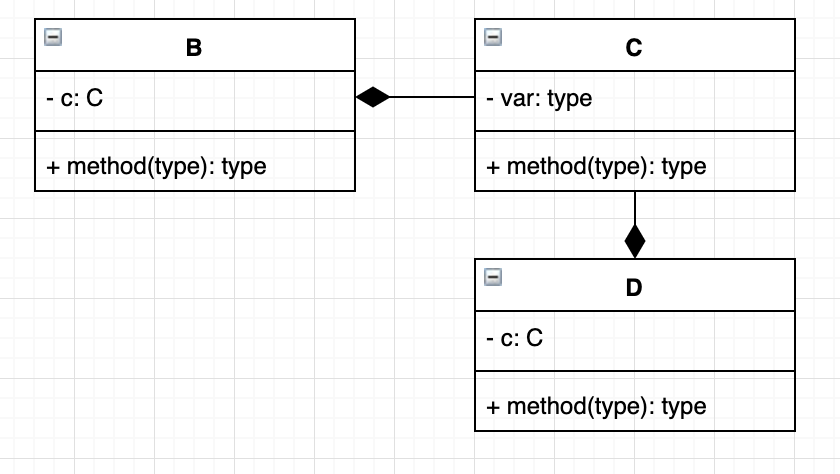 B
- c: C
+ method(type): type
C
- var: type
+ method(type): type
D
- c: C
+ method(type): type